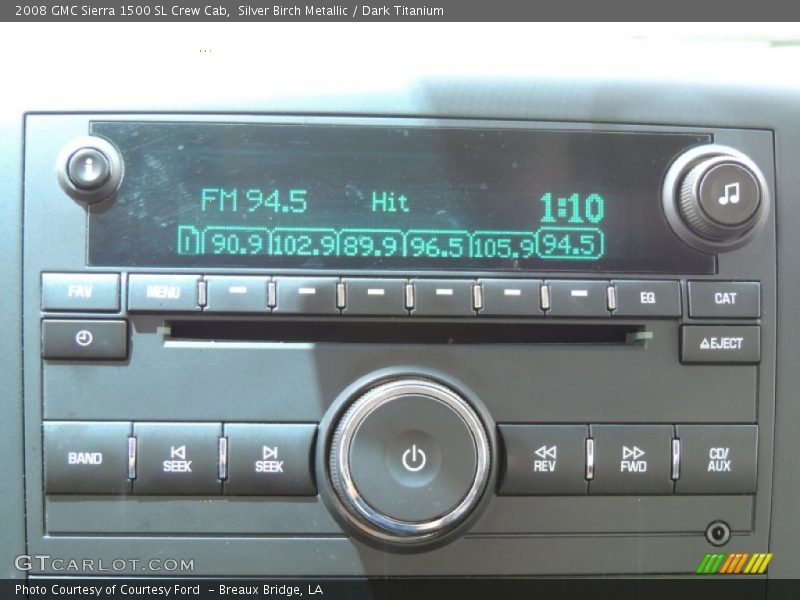 2008 GMC Sierra 1500 SL Crew Cab,  Silver Birch Metallic / Dark Titanium
i
FM 94.5 Hit 1:10
1 90.9 102.9 89.9 96.5 105.9 94.5
FAV MENU EQ CAT
EJECT
BAND SEEK SEEK REV FWD CD/AUX
GTCARLOT.COM
Photo Courtesy of Courtesy Ford  - Breaux Bridge, LA